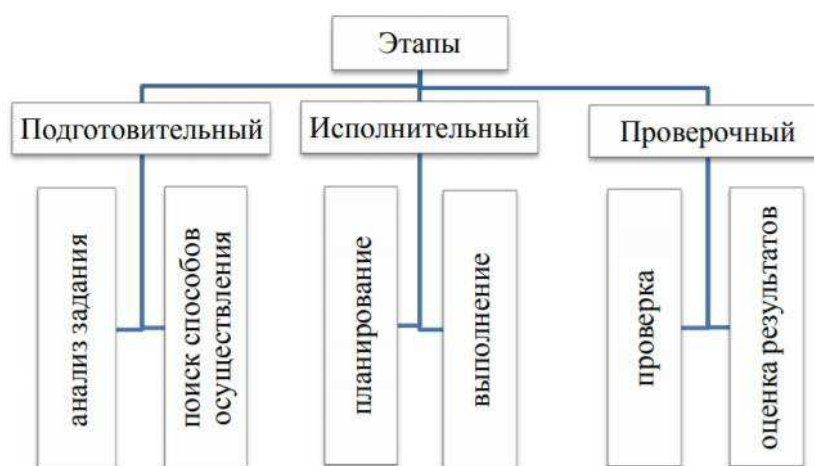 Этапы
Подготовительный
Исполнительный
Проверочный
анализ задания
поиск способов
осуществления
планирование
выполнение
проверка
оценка результатов